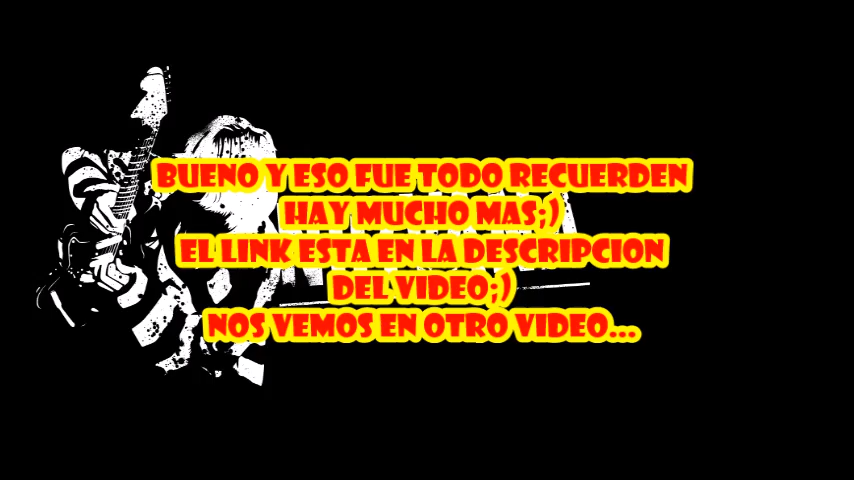 BUENO Y ESO FUE TODO RECUERDEN
HAY MUCHO MAS;)
EL LINK ESTA EN LA DESCRIPCION
DEL VIDEO;)
NOS VEMOS EN OTRO VIDEO...